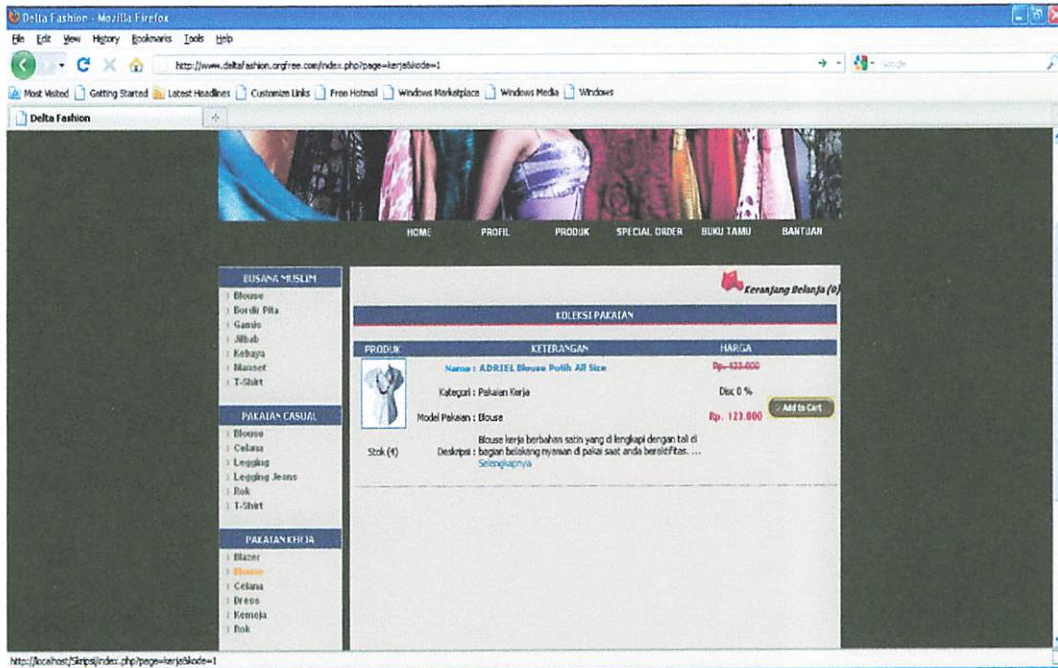 Delta Fashion - Mozilla Firefox
File Edit View History Bookmarks Tools Help
http://www.deltafashion.orgfree.com/index.php?page=kerja&kode=1
Google
Most Visited Getting Started Latest Headlines Customize Links Free Hotmail Windows Marketplace Windows Media Windows
Delta Fashion
HOME PROFIL PRODUK SPECIAL ORDER BUKU TAMU BANTUAN
BUSANA MUSLIM
Blouse
Bordir Pita
Gamis
Jilbab
Kebaya
Manset
T-Shirt
PAKAIAN CASUAL
Blouse
Celana
Legging
Legging Jeans
Rok
T-Shirt
PAKAIAN KERJA
Blazer
Blouse
Celana
Dress
Kemeja
Rok
Keranjang Belanja (0)
KOLEKSI PAKAIAN
PRODUK KETERANGAN HARGA
Nama : ADRIEL Blouse Putih All Size Rp. 123.000
Kategori : Pakaian Kerja Disc 0 %
Model Pakaian : Blouse Rp. 123.000 Add to Cart
Stok (4)
Deskripsi : Blouse kerja berbahan satin yang di lengkapi dengan tali di
bagian belakang nyaman di pakai saat anda beraktifitas. ...
Selengkapnya
http://localhost/Skripsi/index.php?page=kerja&kode=1